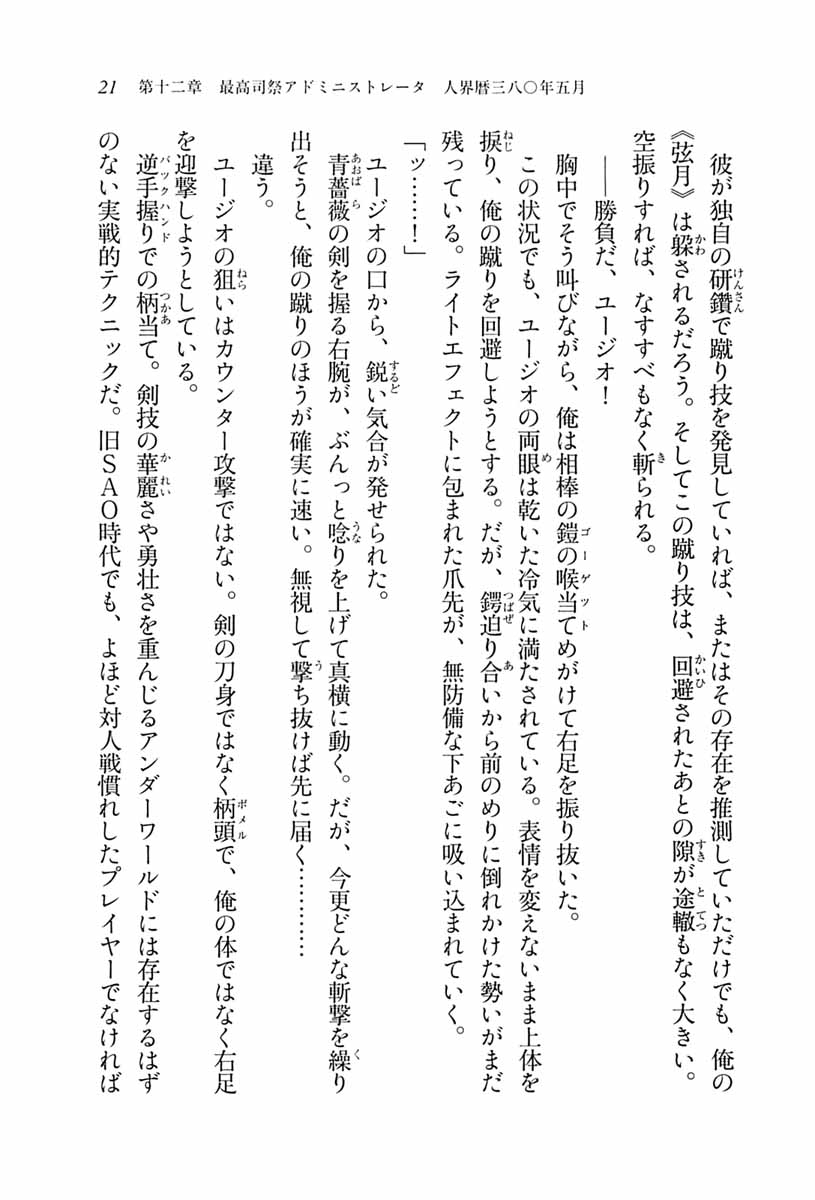 21　第十二章　最高司祭アドミニストレータ　人界暦三八〇年五月
彼が独自の研鑽で蹴り技を発見していれば、またはその存在を推測していただけでも、俺の
《弦月》は躱されるだろう。そしてこの蹴り技は、回避されたあとの隙が途轍もなく大きい。
空振りすれば、なすすべもなく斬られる。
――勝負だ、ユージオ！
胸中でそう叫びながら、俺は相棒の鎧の喉当てめがけて右足を振り抜いた。
この状況でも、ユージオの両眼は乾いた冷気に満たされている。表情を変えないまま上体を
捩り、俺の蹴りを回避しようとする。だが、鍔迫り合いから前のめりに倒れかけた勢いがまだ
残っている。ライトエフェクトに包まれた爪先が、無防備な下あごに吸い込まれていく。
「ッ……！」
ユージオの口から、鋭い気合が発せられた。
青薔薇の剣を握る右腕が、ぶんっと唸りを上げて真横に動く。だが、今更どんな斬撃を繰り
出そうと、俺の蹴りのほうが確実に速い。無視して撃ち抜けば先に届く…………
違う。
ユージオの狙いはカウンター攻撃ではない。剣の刀身ではなく柄頭で、俺の体ではなく右足
を迎撃しようとしている。
逆手握りでの柄当て。剣技の華麗さや勇壮さを重んじるアンダーワールドには存在するはず
のない実戦的テクニックだ。旧ＳＡＯ時代でも、よほど対人戦慣れしたプレイヤーでなければ